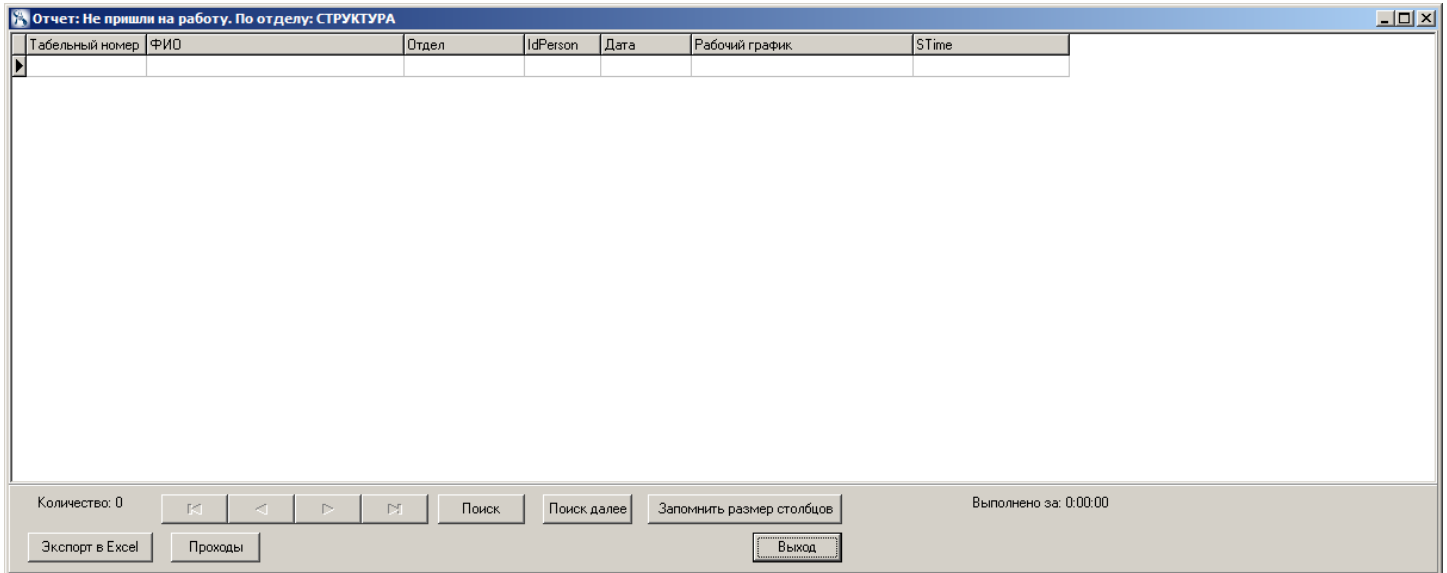 Отчет: Не пришли на работу. По отделу: СТРУКТУРА
Табельный номер ФИО Отдел IdPerson Дата Рабочий график STime
Количество: 0 Поиск Поиск далее Запомнить размер столбцов Выполнено за: 0:00:00
Экспорт в Excel Проходы Выход